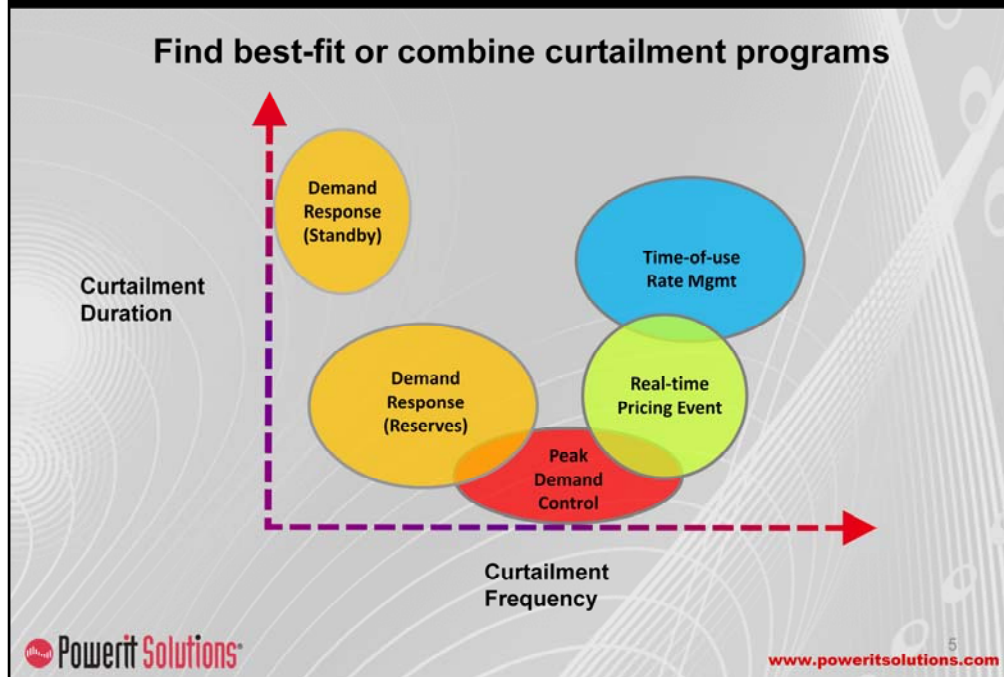 Find best-fit or combine curtailment programs
Demand
Response
(Standby)
Time-of-use
Rate Mgmt
Curtailment
Duration
Demand
Response
(Reserves)
Real-time
Pricing Event
Peak
Demand
Control
Curtailment
Frequency
Powerit Solutions®
5
www.poweritsolutions.com